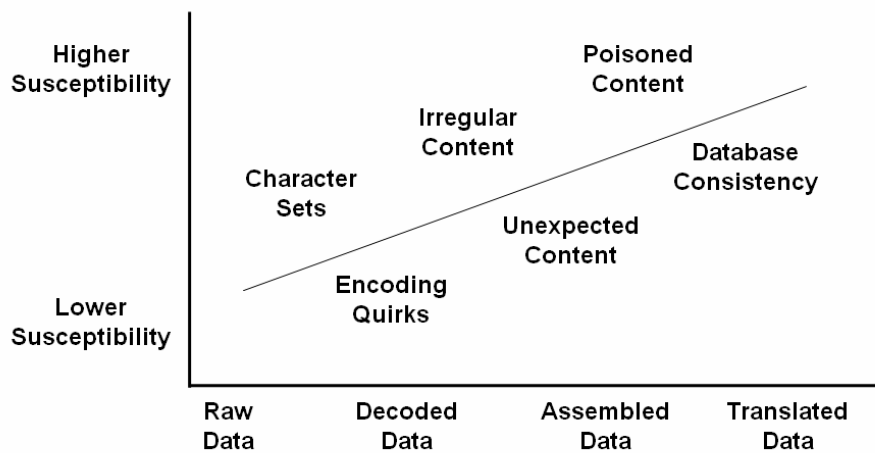 Higher
Susceptibility
Poisoned
Content
Irregular
Content
Database
Consistency
Character
Sets
Unexpected
Content
Encoding
Quirks
Lower
Susceptibility
Raw
Data
Decoded
Data
Assembled
Data
Translated
Data